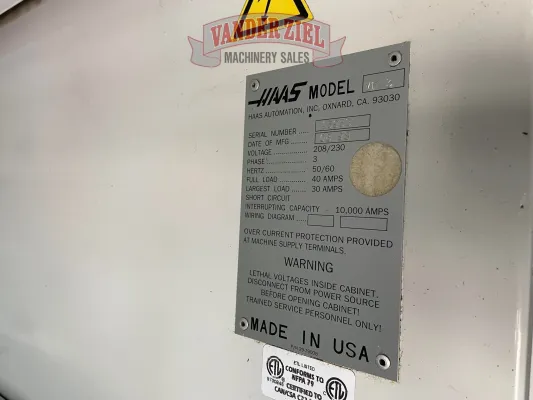 VANDER ZIEL
MACHINERY SALES
HAAS MODEL
HAAS AUTOMATION, INC, OXNARD, CA. 93030
SERIAL NUMBER
DATE OF MFG
VOLTAGE 208/230
PHASE 3
HERTZ 50/60
FULL LOAD 40 AMPS
LARGEST LOAD 30 AMPS
SHORT CIRCUIT
INTERRUPTING CAPACITY - 10,000 AMPS
WIRING DIAGRAM
OVER CURRENT PROTECTION PROVIDED
AT MACHINE SUPPLY TERMINALS.
WARNING
LETHAL VOLTAGES INSIDE CABINET.
DISCONNECT FROM POWER SOURCE
BEFORE OPENING CABINET!
TRAINED SERVICE PERSONNEL ONLY!
MADE IN USA
ETL LISTED
CONFORMS TO
NFPA 79
CERTIFIED TO